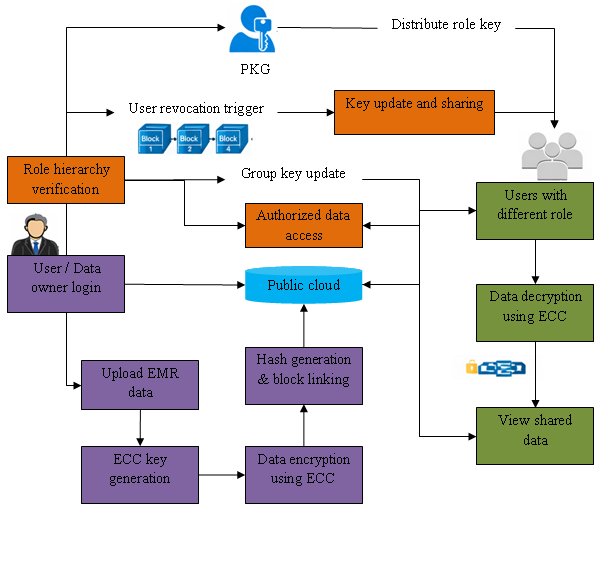 Distribute role key
PKG
User revocation trigger
Key update and sharing
Block
1
Block
2
Block
4
Role hierarchy
verification
Group key update
Users with
different role
Authorized data
access
User / Data
owner login
Public cloud
Data decryption
using ECC
Hash generation
& block linking
Upload EMR
data
View shared
data
ECC key
generation
Data encryption
using ECC